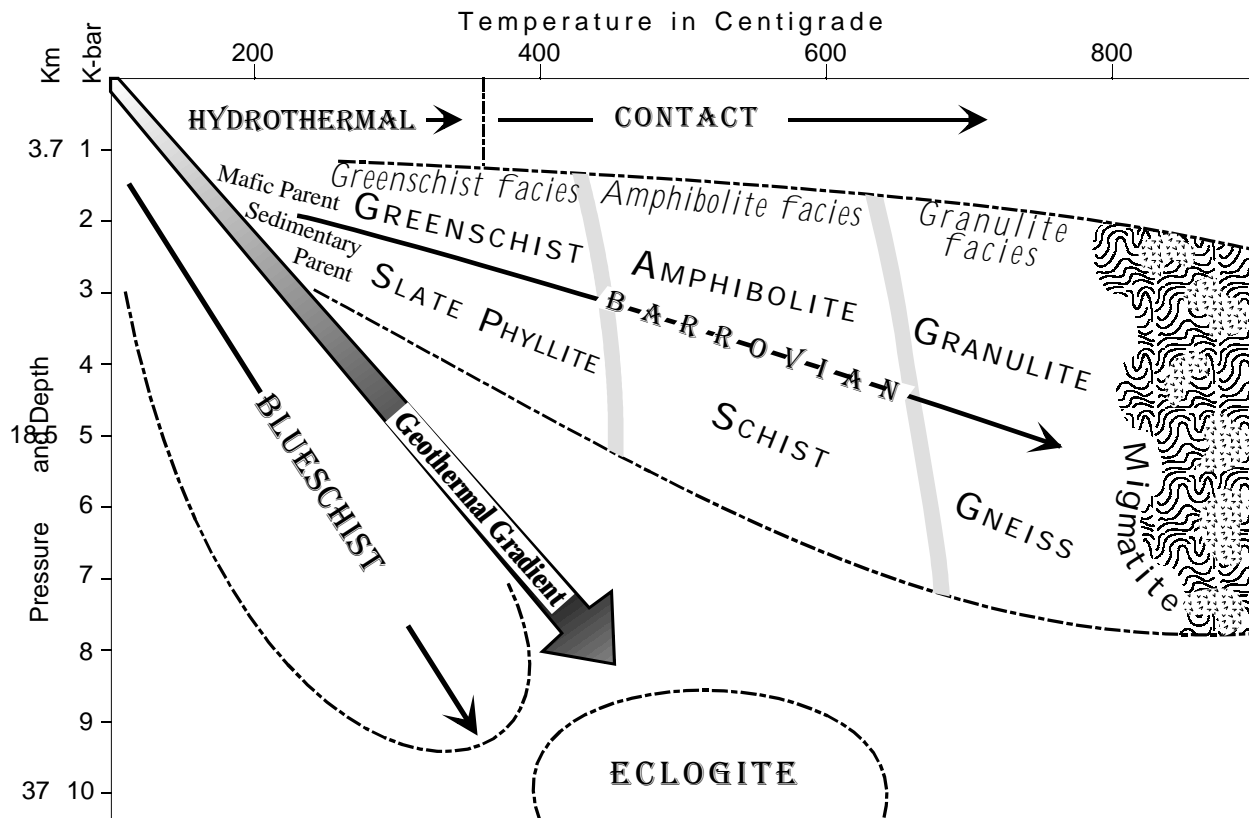 Temperature in Centigrade
Km
K-bar
200
400
600
800
HYDROTHERMAL
CONTACT
3.7
1
2
3
4
5
6
7
8
9
37
10
Pressure
and Depth
Greenschist facies
Amphibolite facies
Granulite
facies
Mafic Parent
GREENSCHIST
Sedimentary
Parent
SLATE PHYLLITE
AMPHIBOLITE
BARROVIAN
GRANULITE
SCHIST
GNEISS
Migmatite
BLUESCHIST
Geothermal Gradient
ECLOGITE